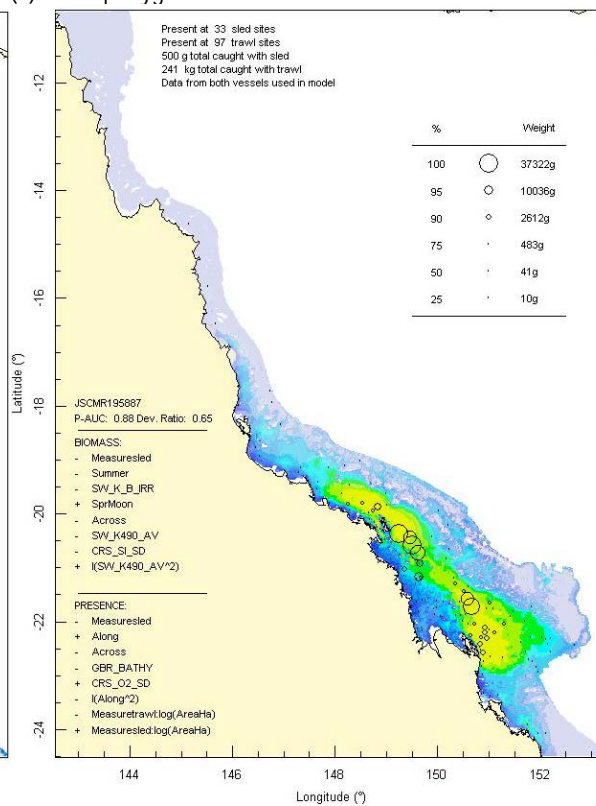 Present at 33 sled sites
Present at 97 trawl sites
500 g total caught with sled
241 kg total caught with trawl
Data from both vessels used in model
% Weight
100 37322g
95 10036g
90 2612g
75 483g
50 41g
25 10g
JSCMR195887
P-AUC: 0.88 Dev. Ratio: 0.65
BIOMASS:
- Measuresled
- Summer
- SW_K_B_IRR
+ SprMoon
- Across
- SW_K490_AV
- CRS_SI_SD
+ I(SW_K490_AV^2)
PRESENCE:
- Measuresled
+ Along
- Across
- GBR_BATHY
+ CRS_O2_SD
- I(Along^2)
- Measuretrawl:log(AreaHa)
+ Measuresled:log(AreaHa)
Latitude (°)
-12
-14
-16
-18
-20
-22
-24
144 146 148 150 152
Longitude (°)